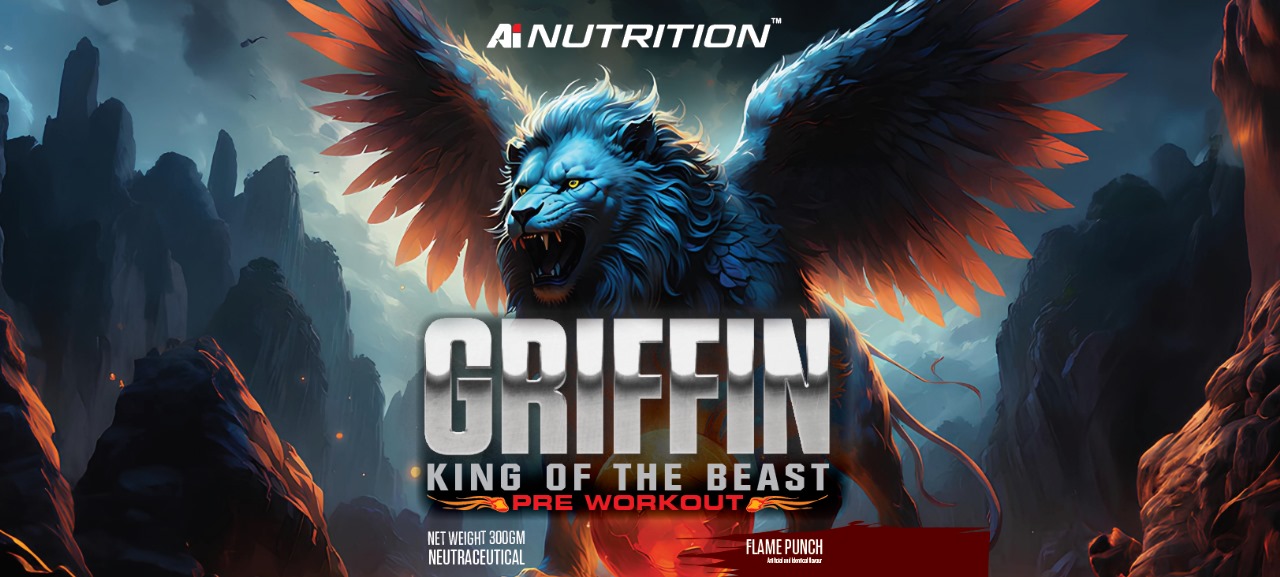 Ai NUTRITION™
GRIFFIN
KING OF THE BEAST
PRE WORKOUT
NET WEIGHT 300GM
NEUTRACEUTICAL
FLAME PUNCH